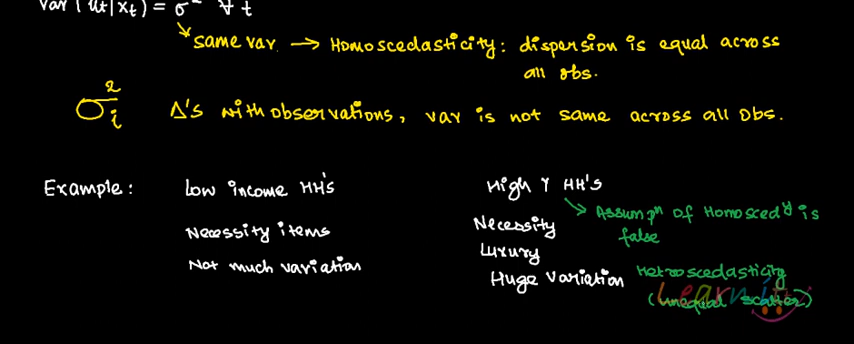 Var (ut|xt) = σ² ∀ t
*same var → Homoscedasticity: dispersion is equal across
all obs.
σi² Δ's with observations, var is not same across all Obs.
Example: Low income HH's High Y HH's
→ Assumpⁿ of Homosced is
false
Necessity items Necessity
Luxury
Not much variation Huge Variation Hetroscedasticity
(unequal scatter)